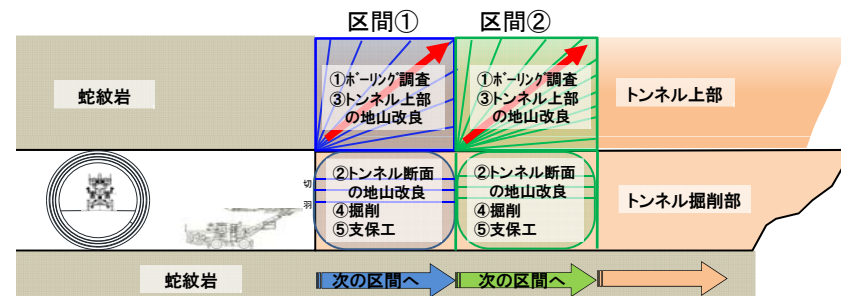 区間①
区間②
蛇紋岩
①ﾎﾞｰﾘﾝｸﾞ調査
③トンネル上部
の地山改良
①ﾎﾞｰﾘﾝｸﾞ調査
③トンネル上部
の地山改良
トンネル上部
切
羽
②トンネル断面
の地山改良
④掘削
⑤支保工
②トンネル断面
の地山改良
④掘削
⑤支保工
トンネル掘削部
蛇紋岩
次の区間へ
次の区間へ